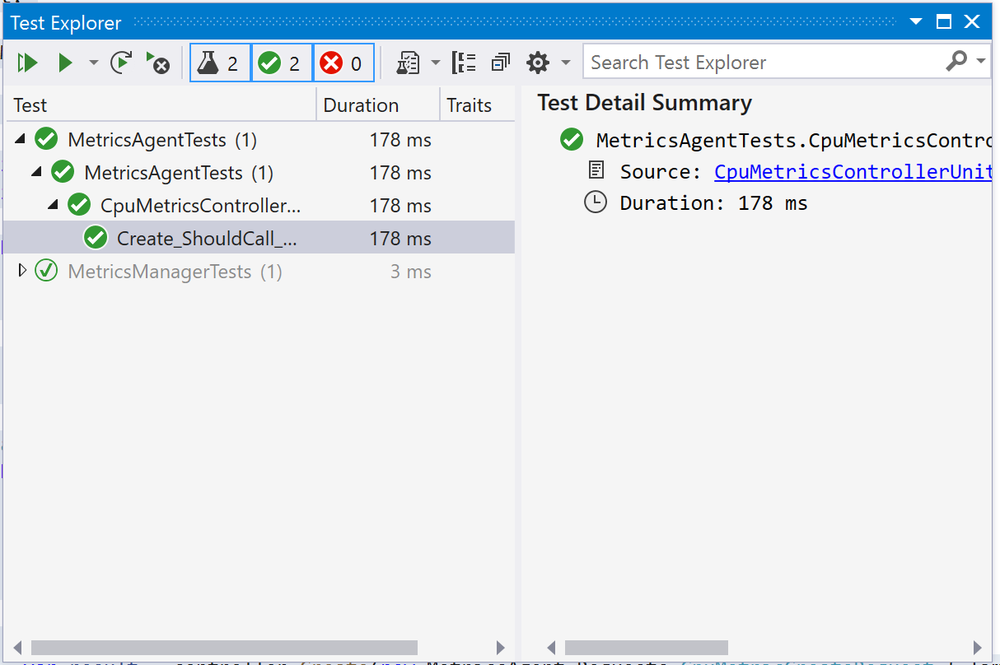 Test Explorer
2 2 0 Search Test Explorer
Test Duration Traits
MetricsAgentTests (1) 178 ms
MetricsAgentTests (1) 178 ms
CpuMetricsController... 178 ms
Create_ShouldCall_... 178 ms
MetricsManagerTests (1) 3 ms
Test Detail Summary
MetricsAgentTests.CpuMetricsContro
Source: CpuMetricsControllerUnit
Duration: 178 ms